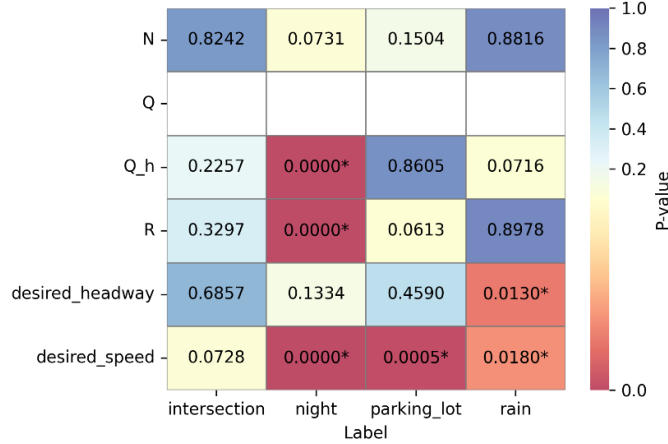 N 0.8242 0.0731 0.1504 0.8816
Q
Q_h 0.2257 0.0000* 0.8605 0.0716
R 0.3297 0.0000* 0.0613 0.8978
desired_headway 0.6857 0.1334 0.4590 0.0130*
desired_speed 0.0728 0.0000* 0.0005* 0.0180*
intersection night parking_lot rain
Label
1.0
0.8
0.6
0.4
0.2
0.0
P-value